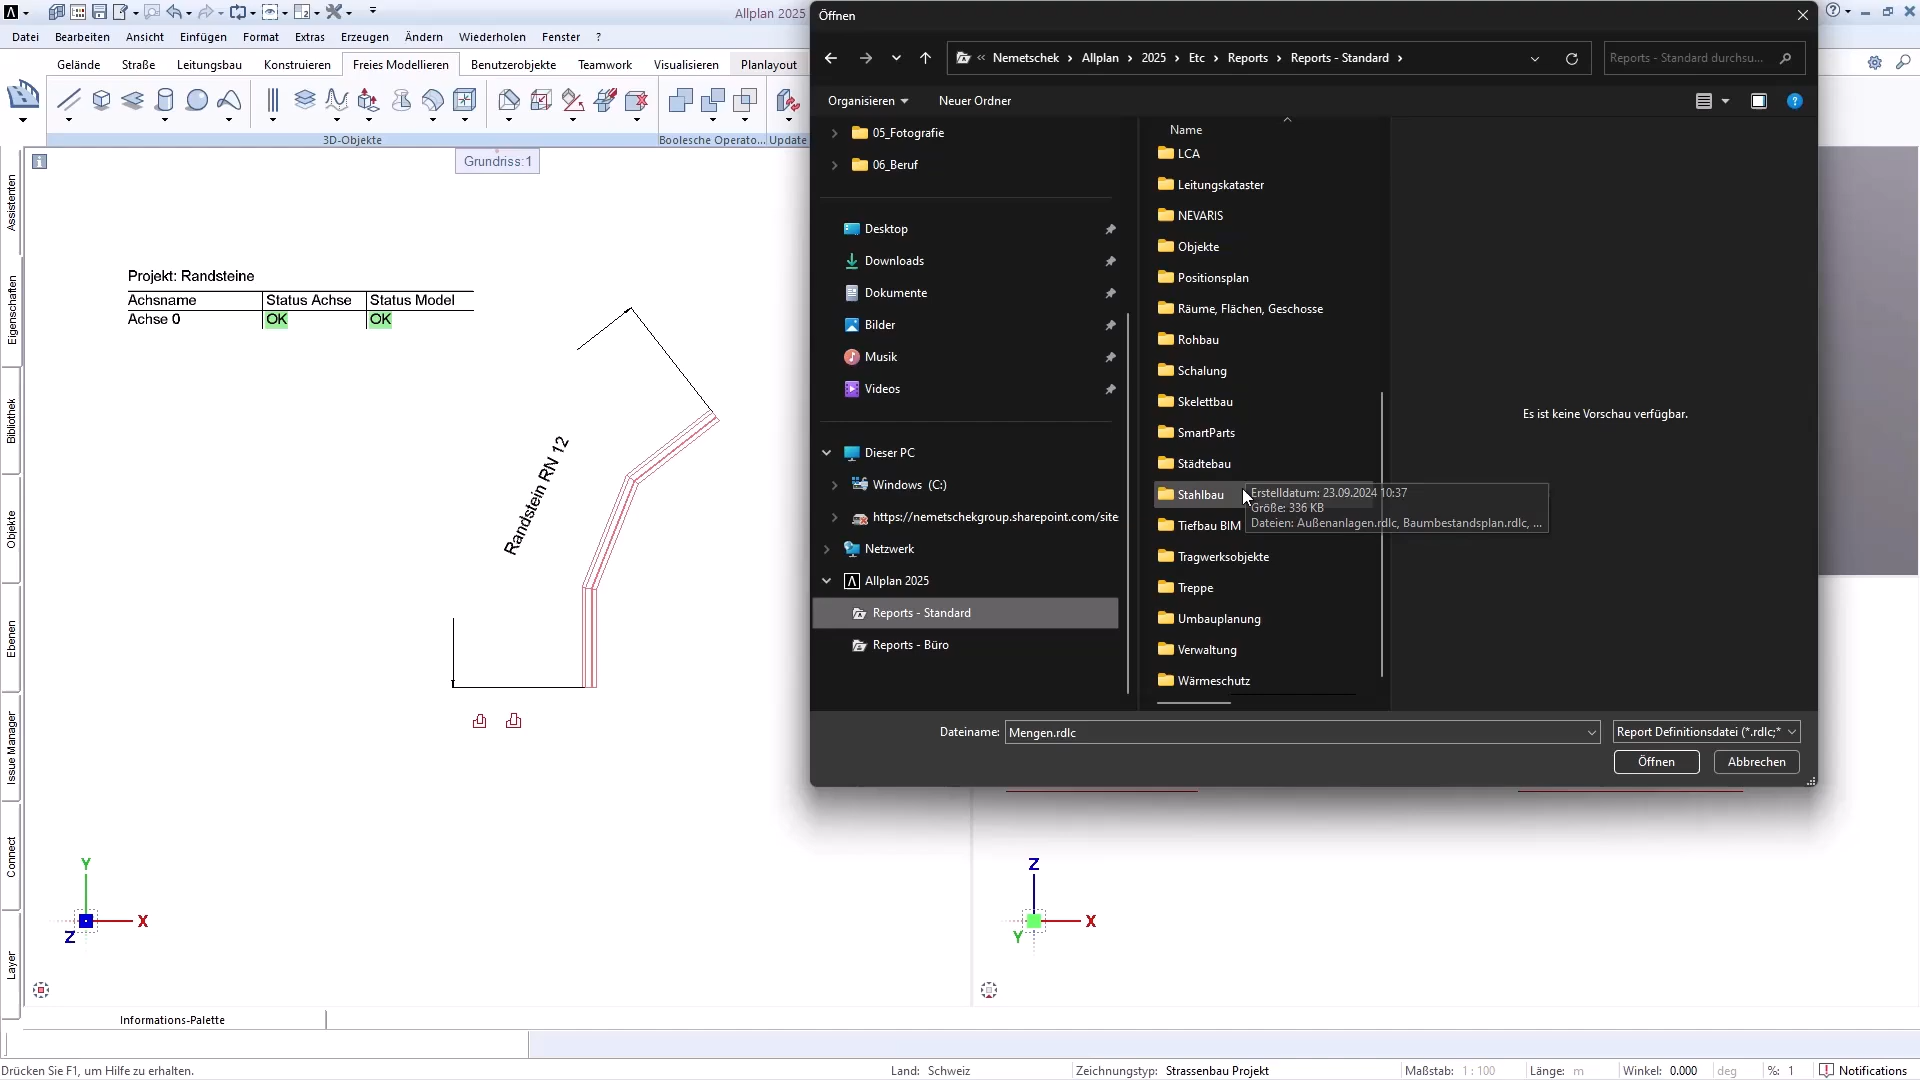 Allplan 2025
Datei Bearbeiten Ansicht Einfügen Format Extras Erzeugen Ändern Wiederholen Fenster ?
Gelände Straße Leitungsbau Konstruieren Freies Modellieren Benutzerobjekte Teamwork Visualisieren Planlayout
3D-Objekte Boolesche Operato... Update
Grundriss:1
Assistenten
Eigenschaften
Bibliothek
Objekte
Ebenen
Issue Manager
Connect
Layer
Projekt: Randsteine
Achsname Status Achse Status Model
Achse 0 OK OK
Randstein RN 12
Y
X
Z
Z
X
Y
Öffnen
« Nemetschek › Allplan › 2025 › Etc › Reports › Reports - Standard ›
Reports - Standard durchsu...
Organisieren Neuer Ordner
05_Fotografie
06_Beruf
Desktop
Downloads
Dokumente
Bilder
Musik
Videos
Dieser PC
Windows (C:)
https://nemetschekgroup.sharepoint.com/site
Netzwerk
Allplan 2025
Reports - Standard
Reports - Büro
Name
LCA
Leitungskataster
NEVARIS
Objekte
Positionsplan
Räume, Flächen, Geschosse
Rohbau
Schalung
Skelettbau
SmartParts
Städtebau
Stahlbau
Tiefbau BIM
Tragwerksobjekte
Treppe
Umbauplanung
Verwaltung
Wärmeschutz
Erstelldatum: 23.09.2024 10:37
Größe: 336 KB
Dateien: Außenanlagen.rdlc, Baumbestandsplan.rdlc, ...
Es ist keine Vorschau verfügbar.
Dateiname: Mengen.rdlc
Report Definitionsdatei (*.rdlc;*
Öffnen Abbrechen
Informations-Palette
Drücken Sie F1, um Hilfe zu erhalten. Land: Schweiz Zeichnungstyp: Strassenbau Projekt Maßstab: 1 : 100 Länge: m Winkel: 0.000 deg %: 1 Notifications